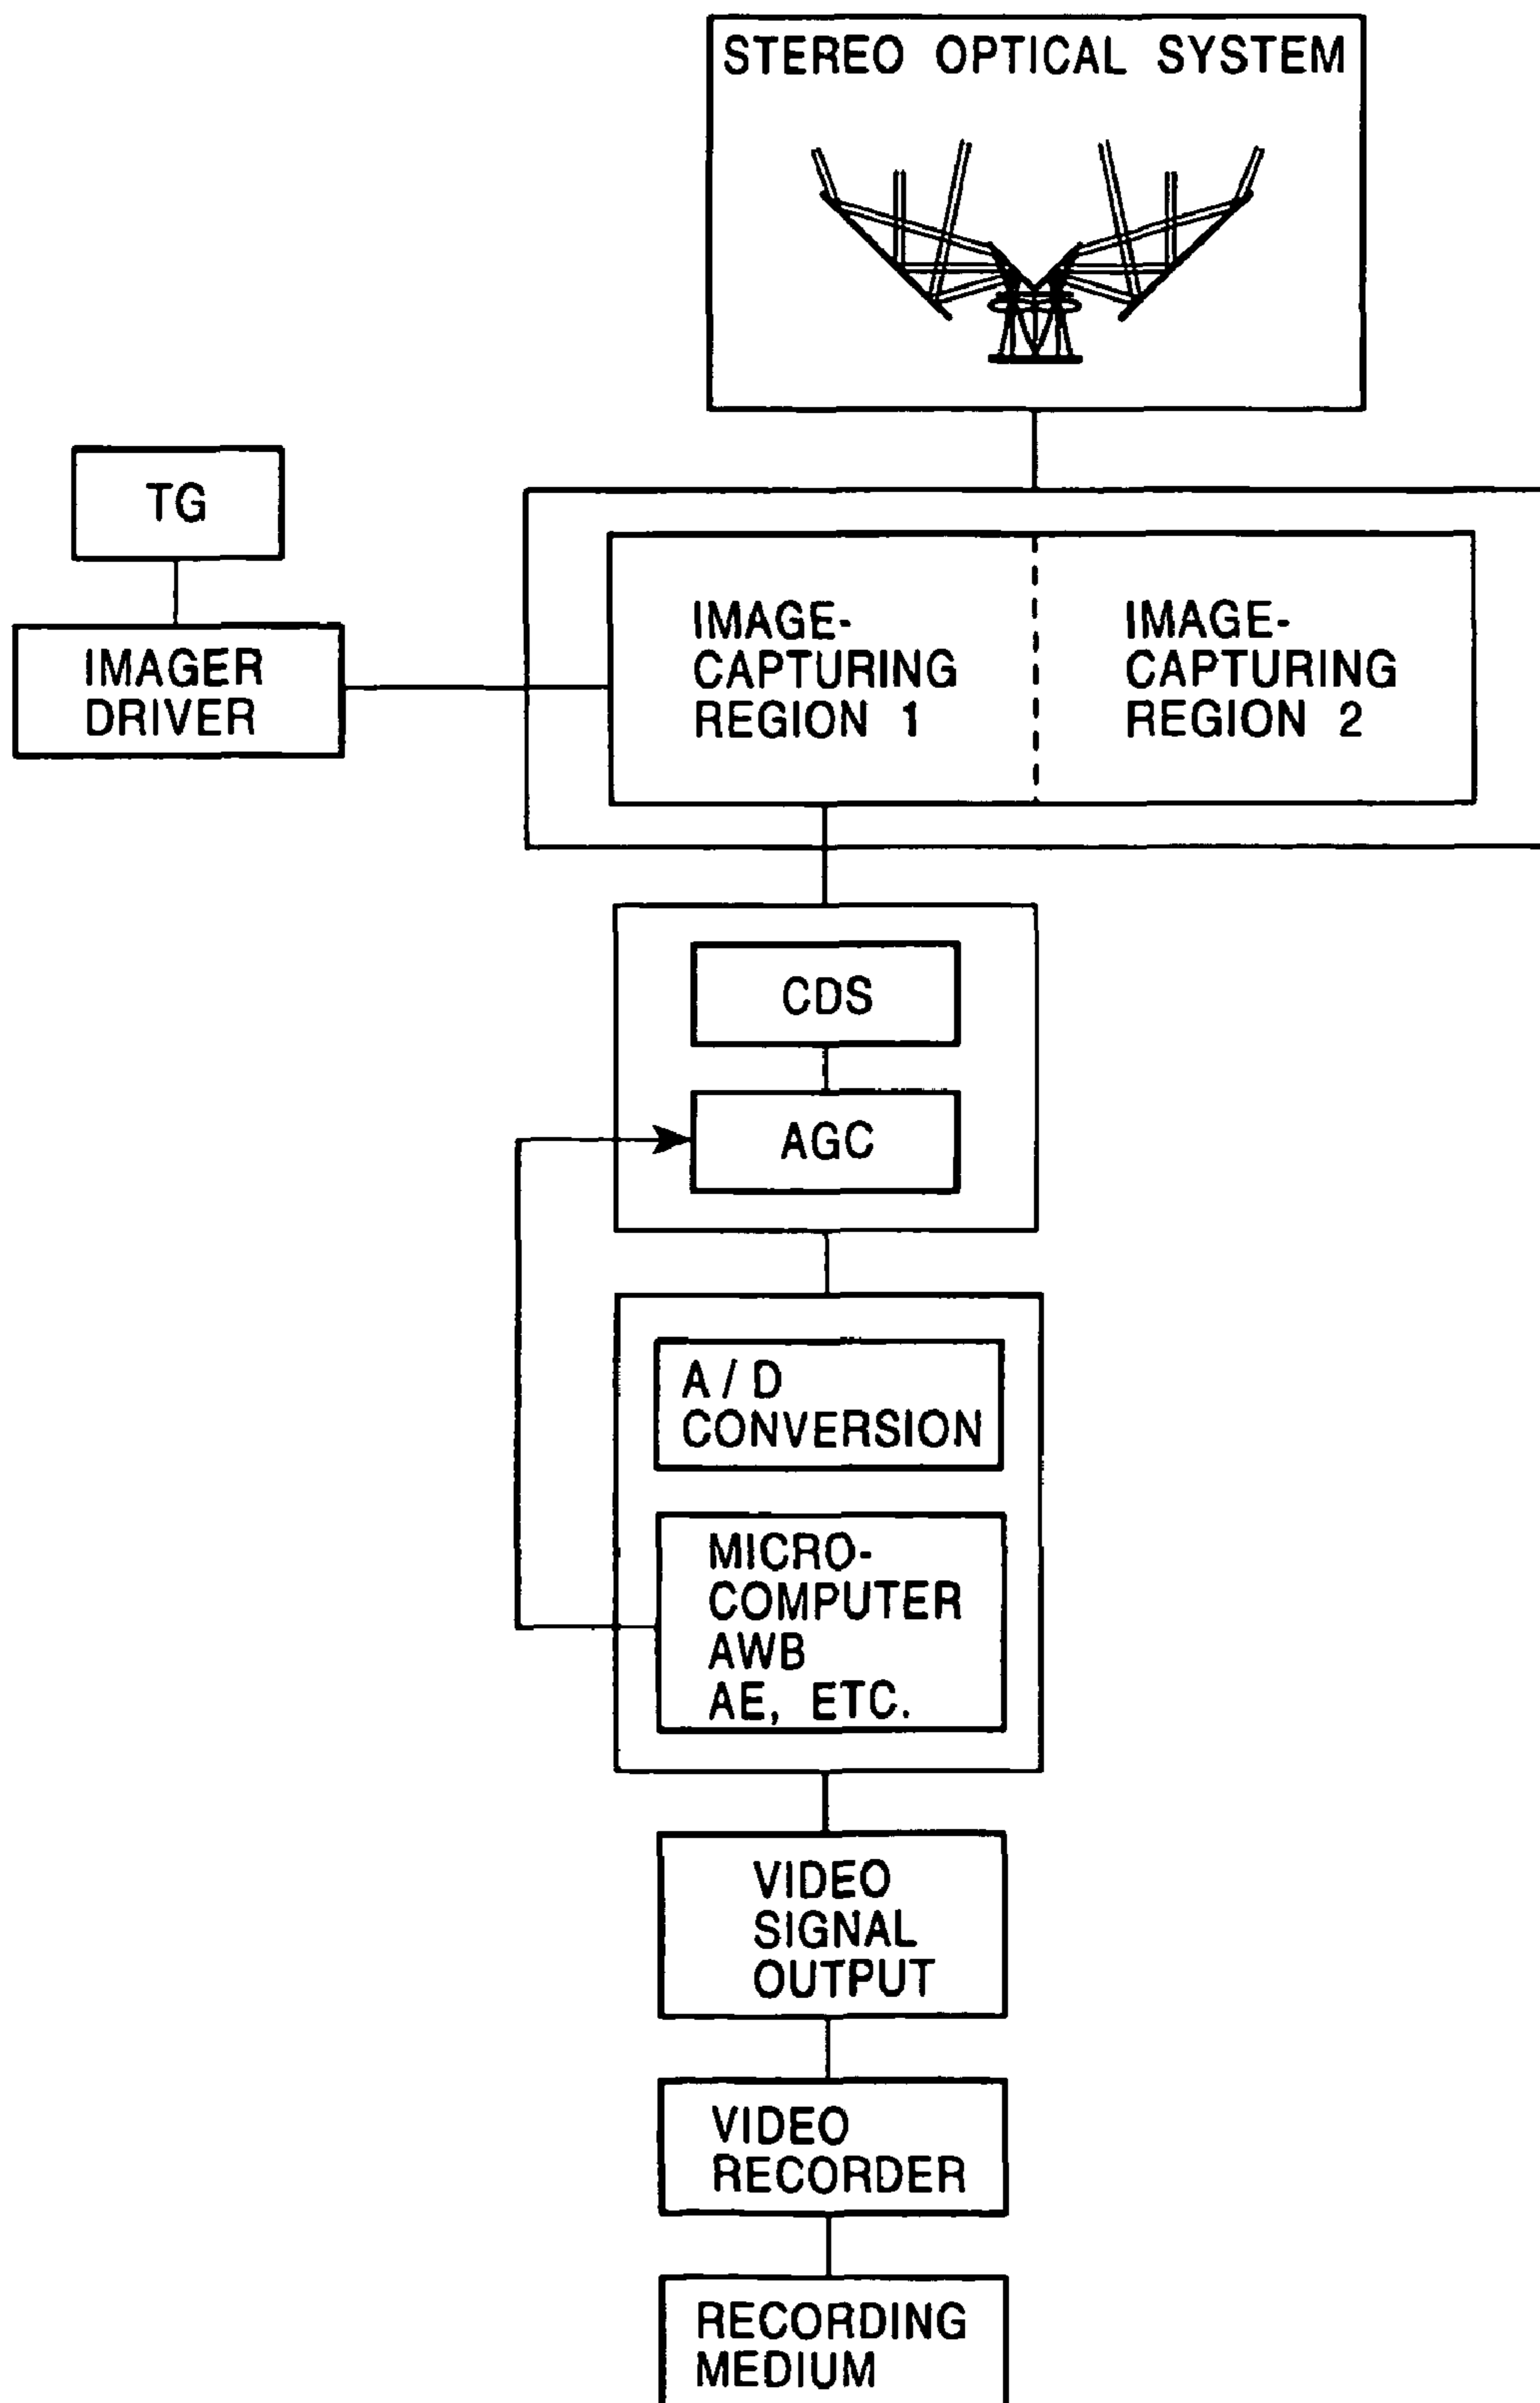 STEREO OPTICAL SYSTEM
TG
IMAGER
DRIVER
IMAGE-
CAPTURING
REGION 1
IMAGE-
CAPTURING
REGION 2
CDS
AGC
A / D
CONVERSION
MICRO-
COMPUTER
AWB
AE, ETC.
VIDEO
SIGNAL
OUTPUT
VIDEO
RECORDER
RECORDING
MEDIUM